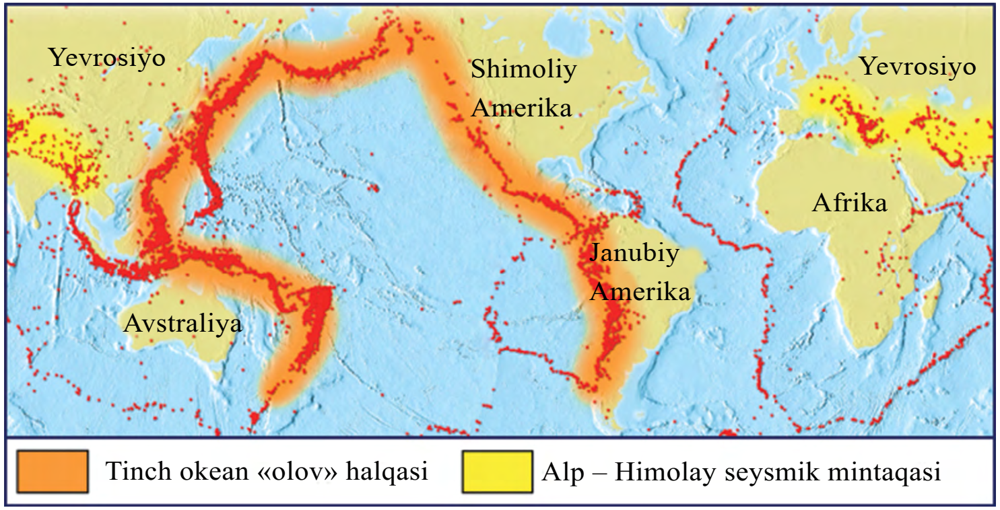 Yevrosiyo
Shimoliy
Amerika
Yevrosiyo
Afrika
Janubiy
Amerika
Avstraliya
Tinch okean «olov» halqasi
Alp – Himolay seysmik mintaqasi